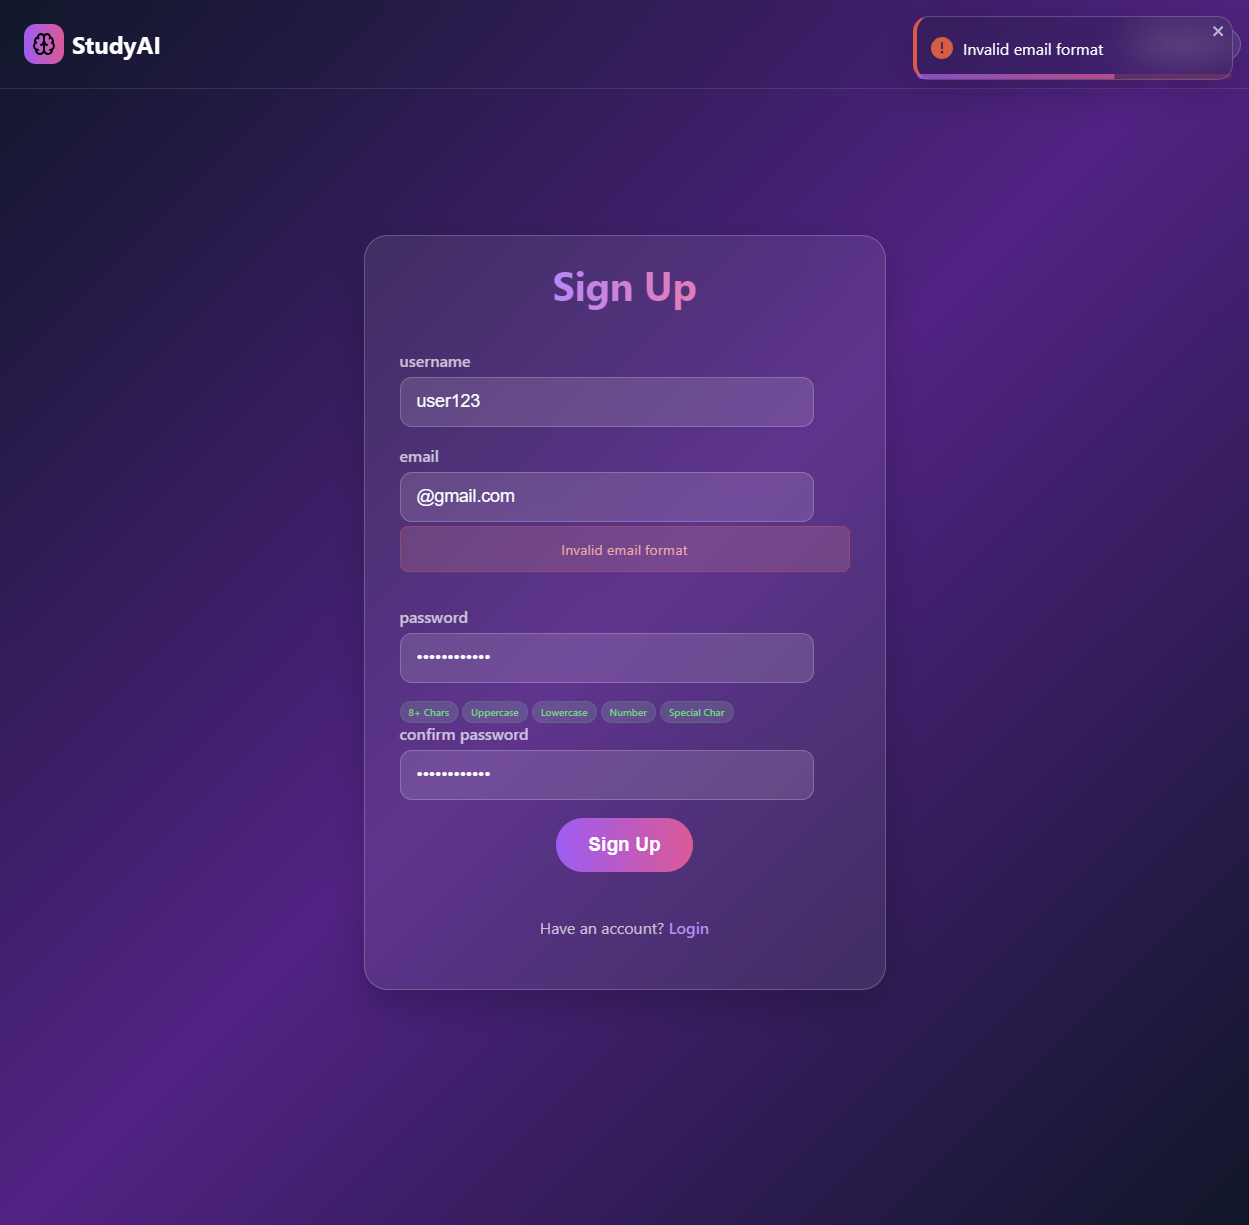 StudyAI
Invalid email format
Sign Up
username
user123
email
@gmail.com
Invalid email format
password
••••••••••••
8+ Chars Uppercase Lowercase Number Special Char
confirm password
••••••••••••
Sign Up
Have an account? Login